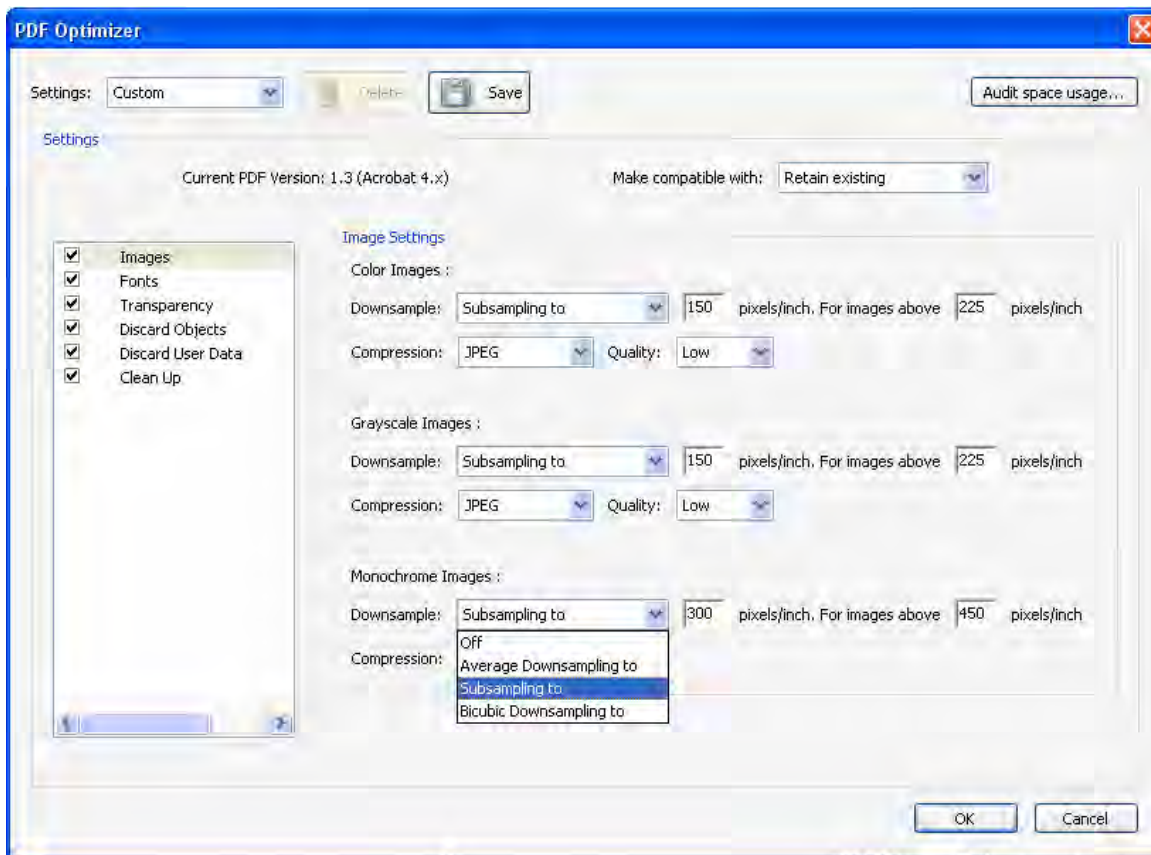 PDF Optimizer
Settings: Custom Delete Save Audit space usage...
Settings
Current PDF Version: 1.3 (Acrobat 4.x) Make compatible with: Retain existing
Images
Fonts
Transparency
Discard Objects
Discard User Data
Clean Up
Image Settings
Color Images :
Downsample: Subsampling to 150 pixels/inch. For images above 225 pixels/inch
Compression: JPEG Quality: Low
Grayscale Images :
Downsample: Subsampling to 150 pixels/inch. For images above 225 pixels/inch
Compression: JPEG Quality: Low
Monochrome Images :
Downsample: Subsampling to 300 pixels/inch. For images above 450 pixels/inch
Off
Compression: Average Downsampling to
Subsampling to
Bicubic Downsampling to
OK Cancel